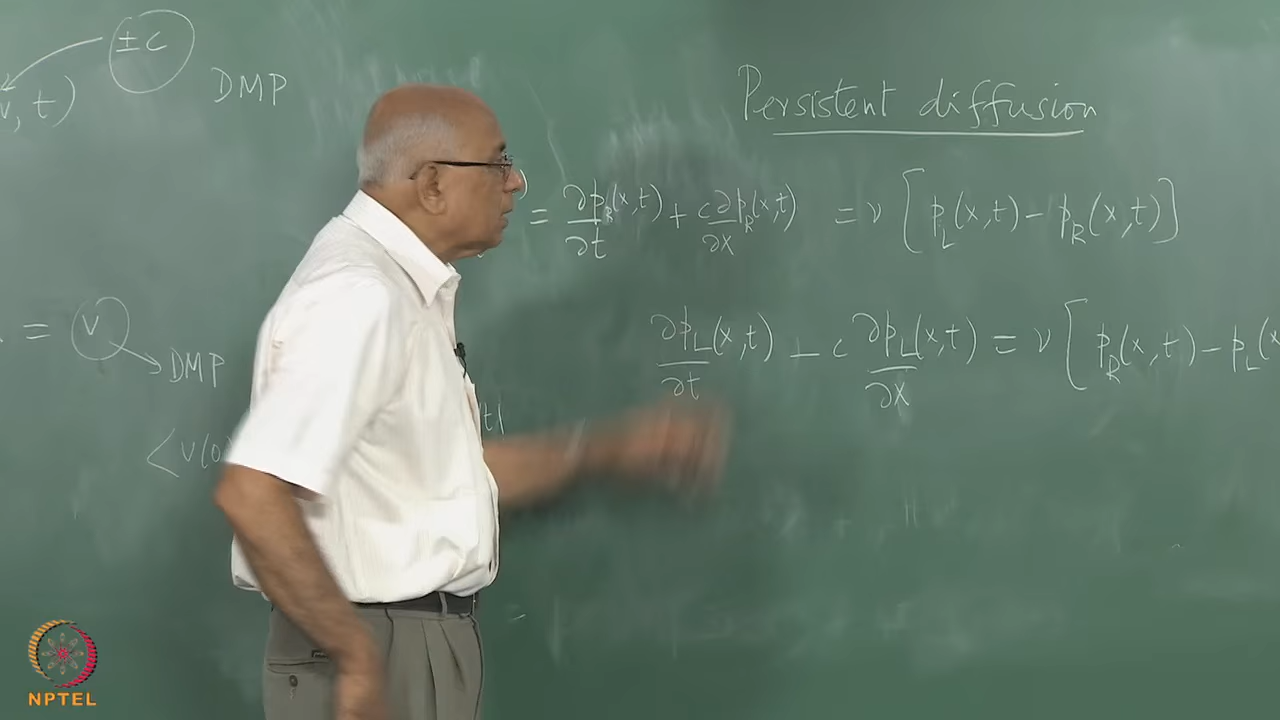 ±c
v, t)
DMP
Persistent diffusion
= ∂p_R(x,t)/∂t + c ∂p_R(x,t)/∂x = ν [ p_L(x,t) - p_R(x,t) ]
∂p_L(x,t)/∂t - c ∂p_L(x,t)/∂x = ν [ p_R(x,t) - p_L(x
= v
DMP
<v(0)
t|
NPTEL